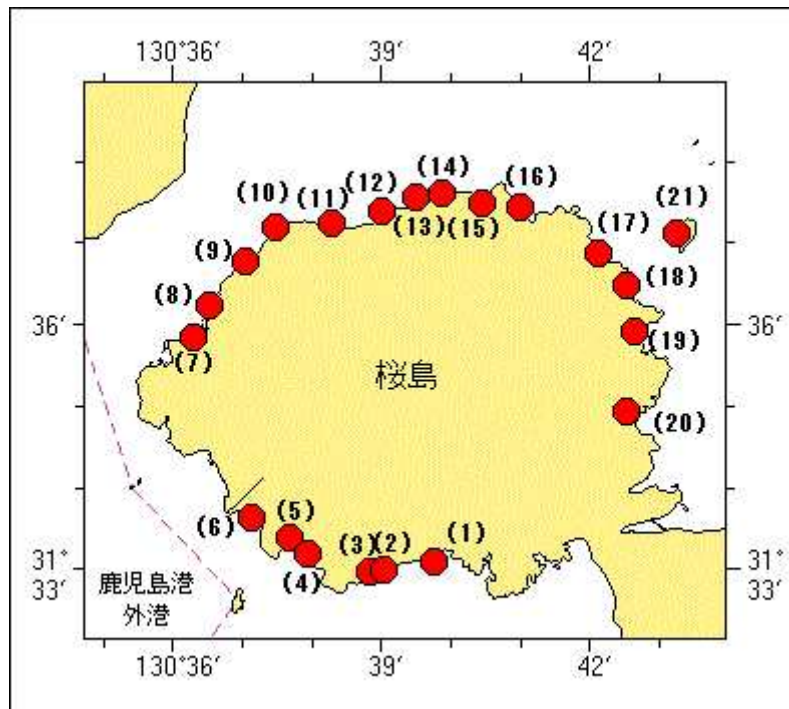 130°36′ 39′ 42′
(14)
(12) (16)
(10) (11) (21)
(13) (15) (17)
(9)
(18)
(8)
36′ (19) 36′
(7)
桜島
(20)
(5)
(6) (1)
(3) (2)
31° 31°
(4)
33′ 鹿児島港 33′
外港
130°36′ 39′ 42′